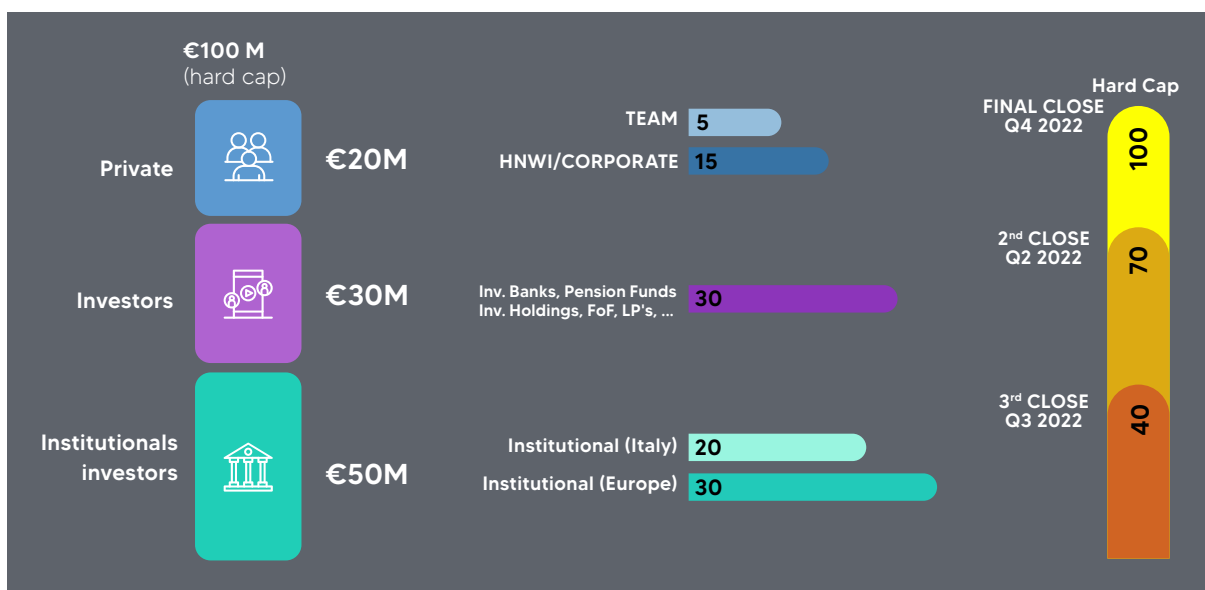 €100 M
(hard cap)
Private
€20M
TEAM
5
HNWI/CORPORATE
15
Investors
€30M
Inv. Banks, Pension Funds
Inv. Holdings, FoF, LP's, ...
30
Institutionals
investors
€50M
Institutional (Italy)
20
Institutional (Europe)
30
Hard Cap
FINAL CLOSE
Q4 2022
100
2nd CLOSE
Q2 2022
70
3rd CLOSE
Q3 2022
40